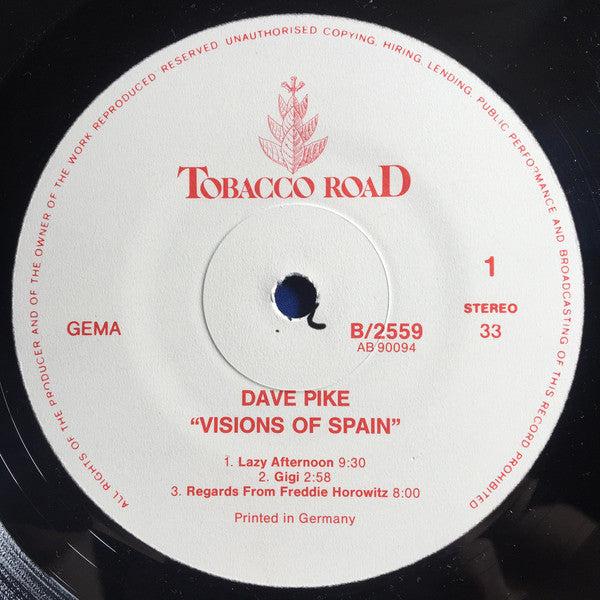 ALL RIGHTS OF THE PRODUCER AND OF THE OWNER OF THE WORK REPRODUCED RESERVED UNAUTHORISED COPYING, HIRING, LENDING, PUBLIC PERFORMANCE AND BROADCASTING OF THIS RECORD PROHIBITED
TOBACCO ROAD
1
STEREO
GEMA
B/2559
33
AB 90094
DAVE PIKE
“VISIONS OF SPAIN”
1. Lazy Afternoon 9:30
2. Gigi 2:58
3. Regards From Freddie Horowitz 8:00
Printed in Germany